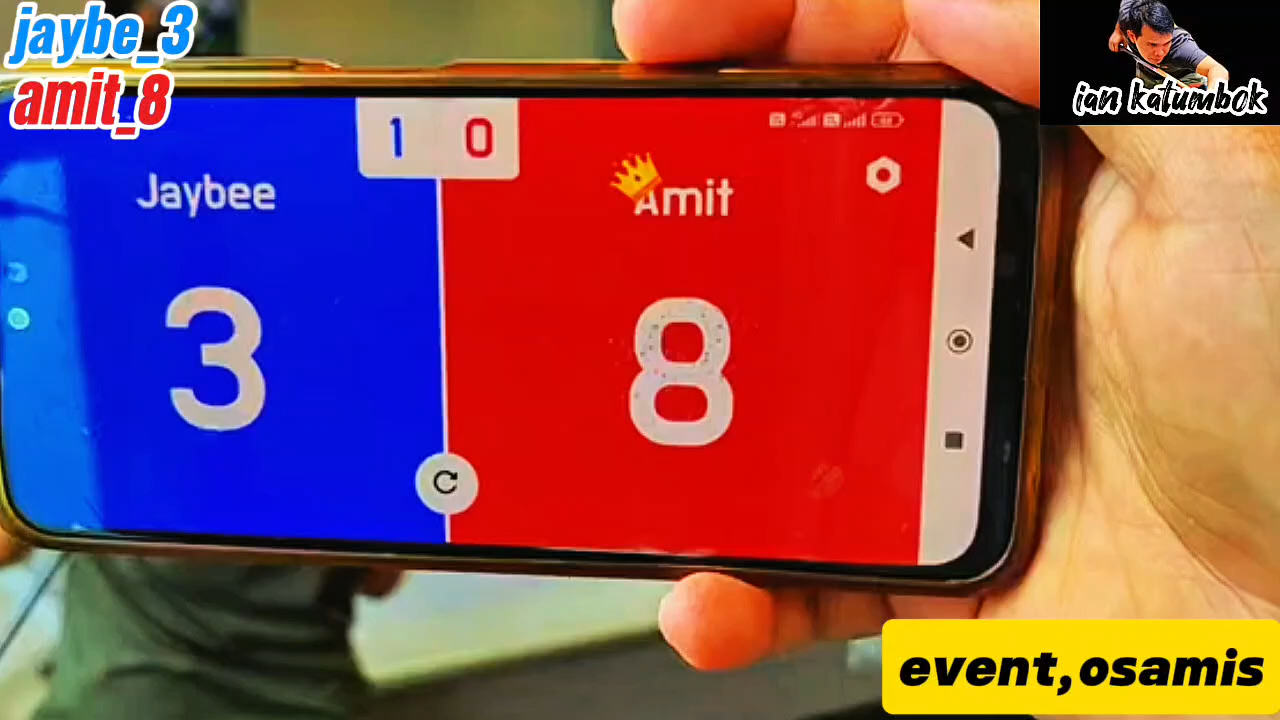 jaybe_3
amit_8
ian katumbok
1 0
Jaybee
Amit
3
8
event,osamis